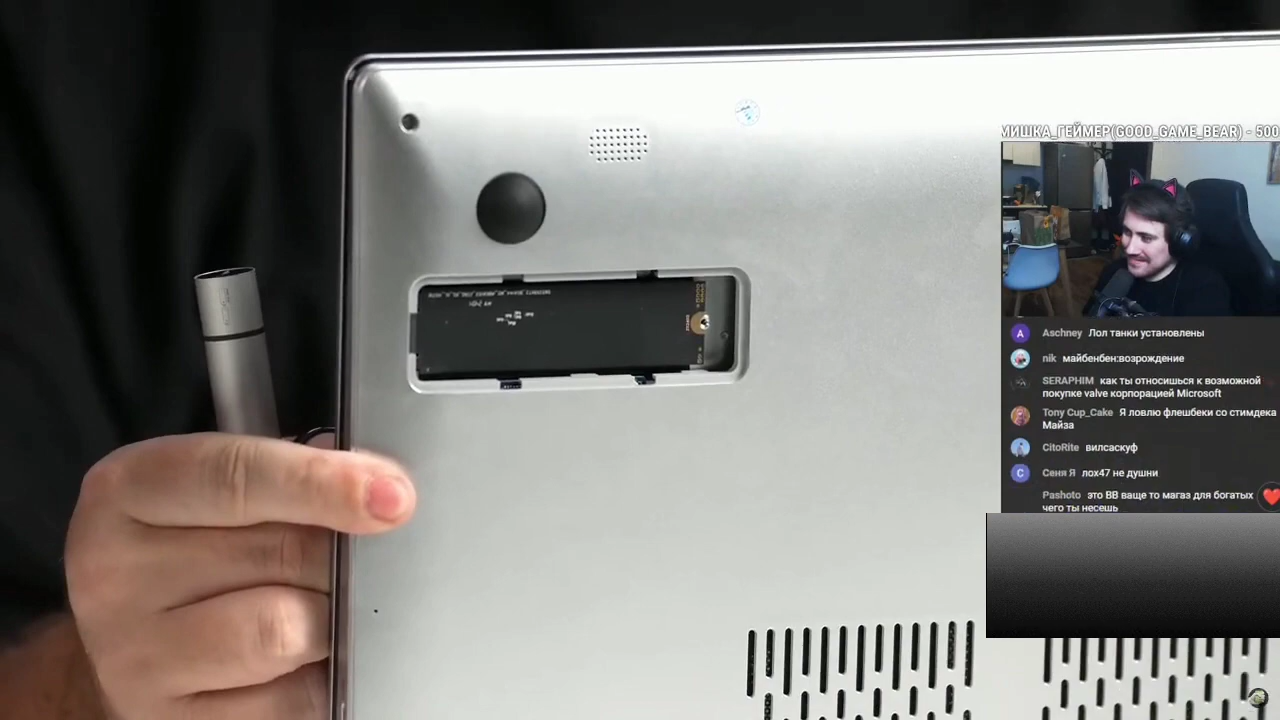 МИШКА_ГЕЙМЕР(GOOD_GAME_BEAR) - 500
Aschney Лол танки установлены
nik майбенбен:возрождение
SERAPHIM как ты относишься к возможной
покупке valve корпорацией Microsoft
Tony Cup_Cake Я ловлю флешбеки со стимдека
Майза
CitoRite вилсаскуф
Сеня Я лох47 не душни
Pashoto это ВВ ваще то магаз для богатых
чего ты несешь